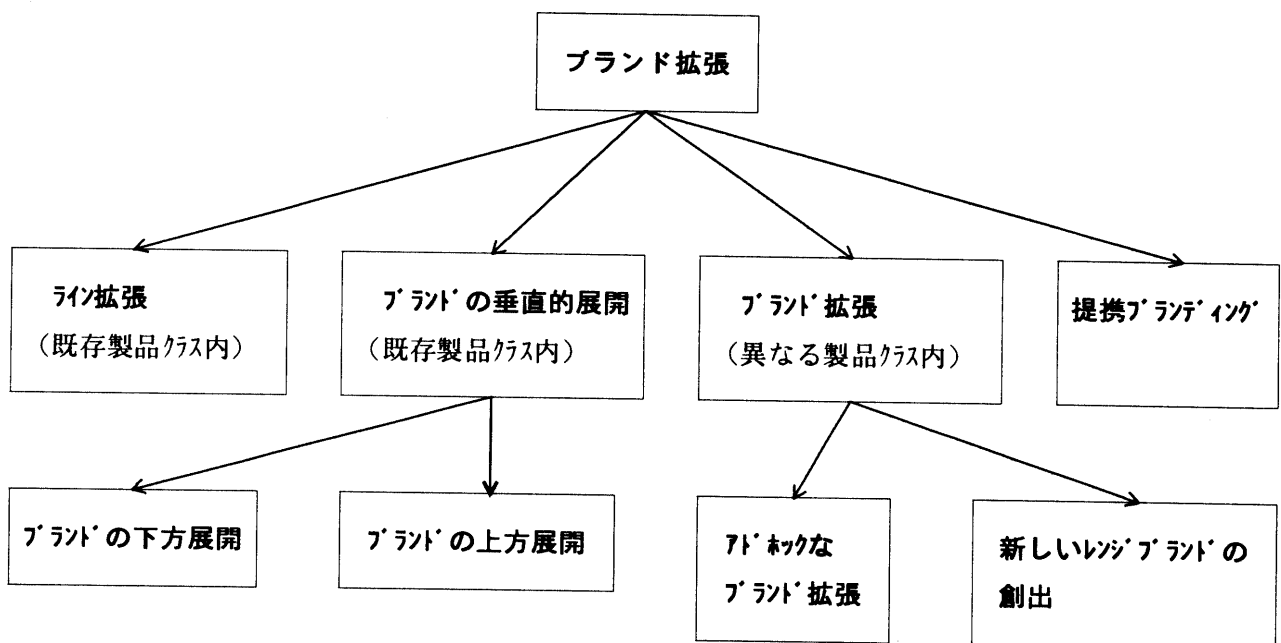 ブランド拡張
ﾗｲﾝ拡張
（既存製品ｸﾗｽ内）
ﾌﾞﾗﾝﾄﾞの垂直的展開
（既存製品ｸﾗｽ内）
ﾌﾞﾗﾝﾄﾞ拡張
（異なる製品ｸﾗｽ内）
提携ﾌﾞﾗﾝﾃﾞｨﾝｸﾞ
ﾌﾞﾗﾝﾄﾞの下方展開
ﾌﾞﾗﾝﾄﾞの上方展開
ｱﾄﾞﾎｯｸな
ﾌﾞﾗﾝﾄﾞ拡張
新しいﾚﾝｼﾞﾌﾞﾗﾝﾄﾞの
創出